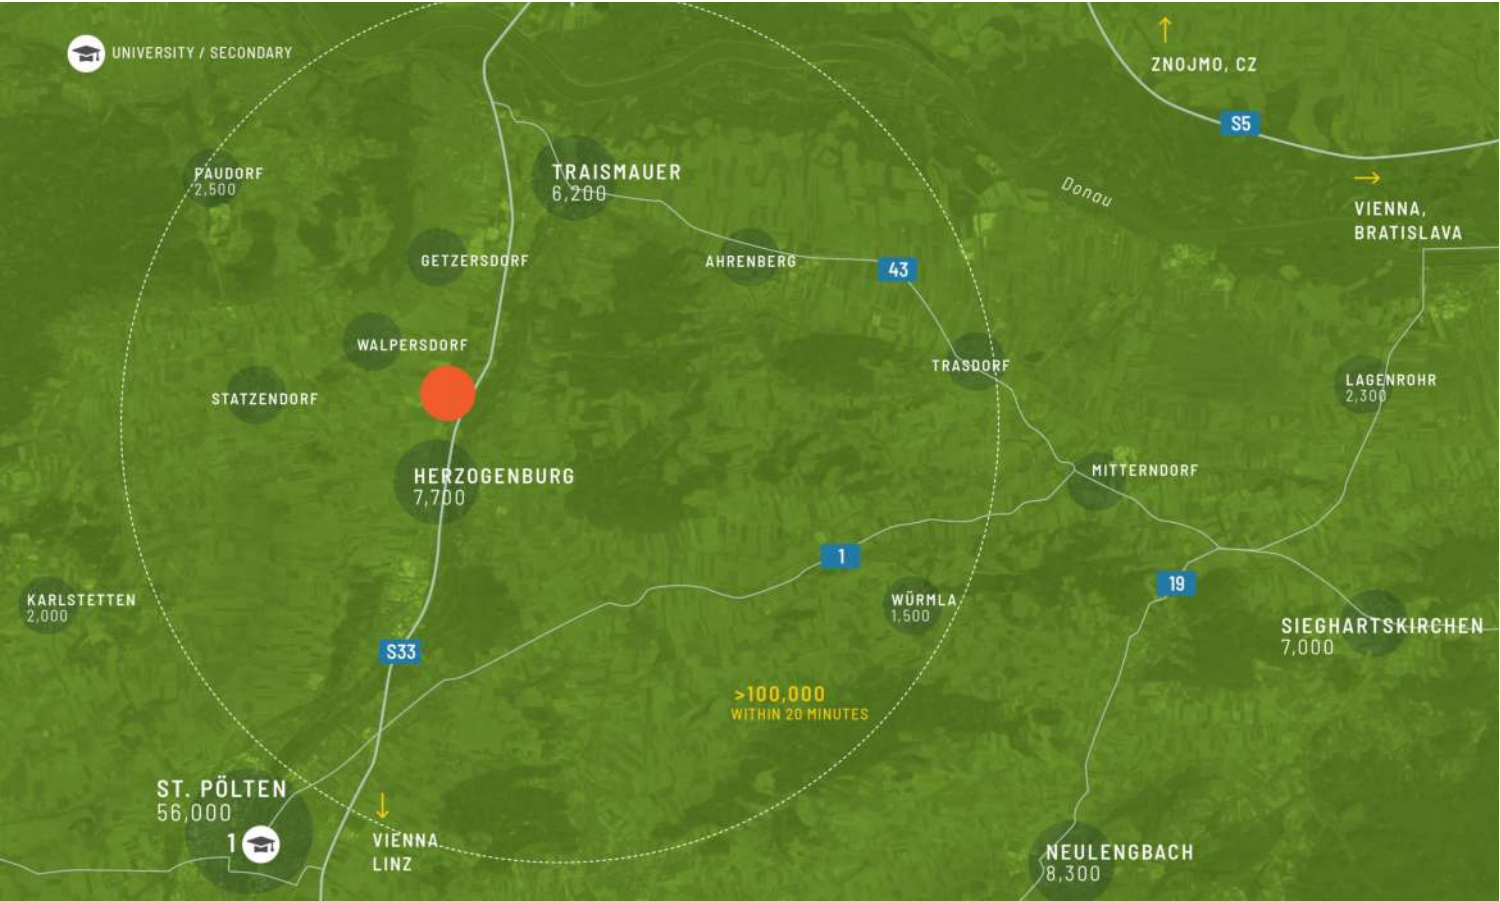 UNIVERSITY / SECONDARY
ZNOJMO, CZ
S5
PAUDORF
2,500
TRAISMAUER
6,200
Donau
VIENNA,
BRATISLAVA
GETZERSDORF
AHRENBERG
43
WALPERSDORF
TRASDORF
STATZENDORF
LAGENROHR
2,300
HERZOGENBURG
7,700
MITTERNDORF
1
19
KARLSTETTEN
2,000
WÜRMLA
1,500
SIEGHARTSKIRCHEN
7,000
S33
>100,000
WITHIN 20 MINUTES
ST. PÖLTEN
56,000
1
VIENNA
LINZ
NEULENGBACH
8,300